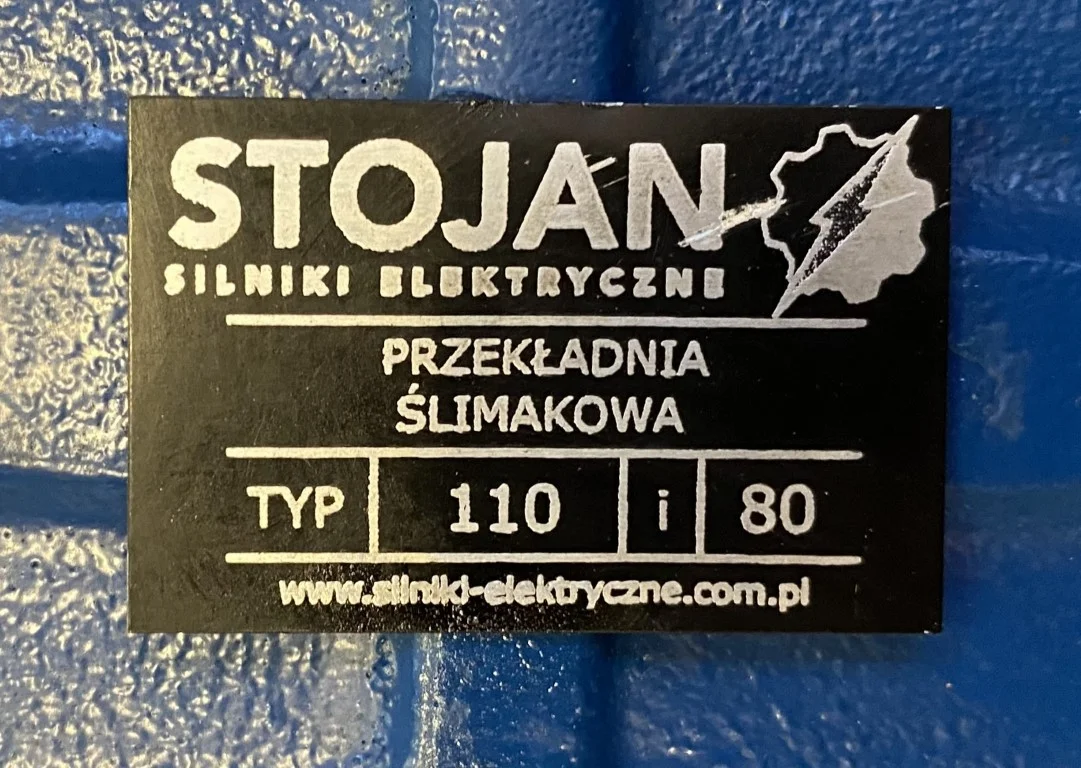 STOJAN
SILNIKI ELEKTRYCZNE
PRZEKŁADNIA
ŚLIMAKOWA
TYP 110 i 80
www.silniki-elektryczne.com.pl